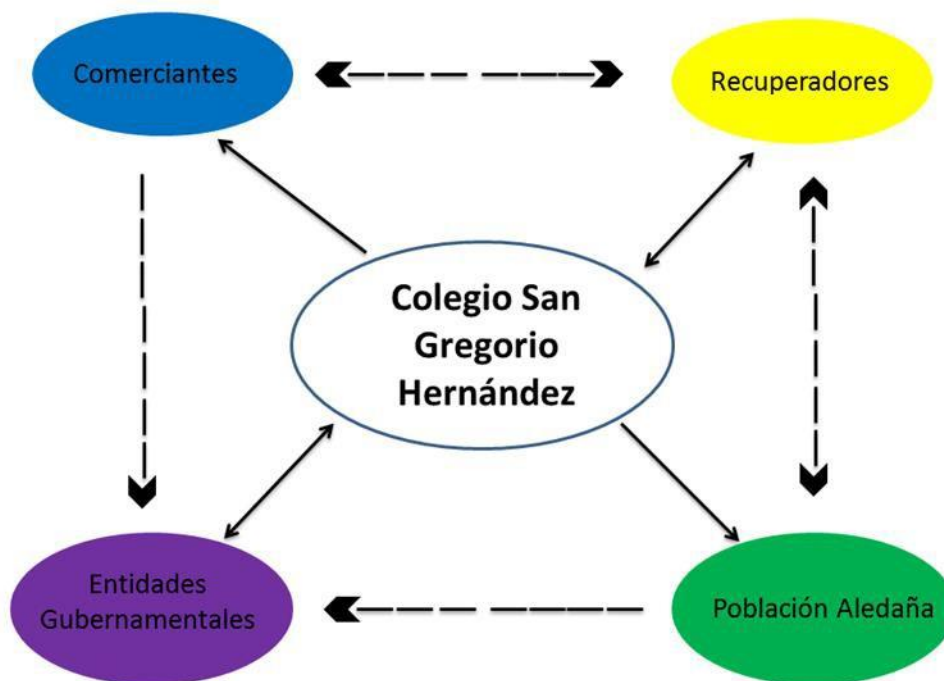 Comerciantes
Recuperadores
Colegio San
Gregorio
Hernández
Entidades
Gubernamentales
Población Aledaña